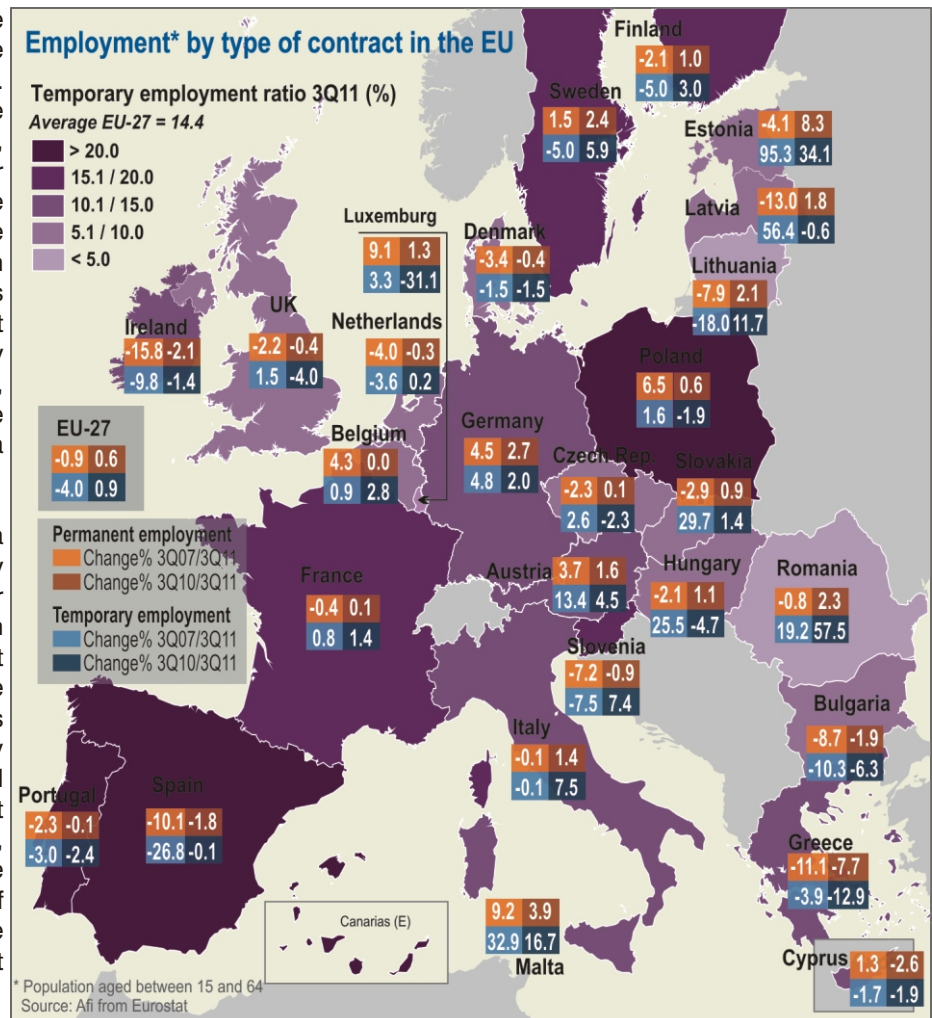 Employment* by type of contract in the EU
Temporary employment ratio 3Q11 (%)
Average EU-27 = 14.4
> 20.0
15.1 / 20.0
10.1 / 15.0
5.1 / 10.0
< 5.0
Finland
-2.1 1.0
-5.0 3.0
Sweden
1.5 2.4
-5.0 5.9
Estonia
-4.1 8.3
95.3 34.1
Latvia
-13.0 1.8
56.4 -0.6
Lithuania
-7.9 2.1
-18.0 11.7
Luxemburg
9.1 1.3
3.3 -31.1
Denmark
-3.4 -0.4
-1.5 -1.5
Ireland
-15.8 -2.1
-9.8 -1.4
UK
-2.2 -0.4
1.5 -4.0
Netherlands
-4.0 -0.3
-3.6 0.2
Poland
6.5 0.6
1.6 -1.9
EU-27
-0.9 0.6
-4.0 0.9
Belgium
4.3 0.0
0.9 2.8
Germany
4.5 2.7
4.8 2.0
Czech Rep.
-2.3 0.1
2.6 -2.3
Slovakia
-2.9 0.9
29.7 1.4
Permanent employment
Change% 3Q07/3Q11
Change% 3Q10/3Q11
Temporary employment
Change% 3Q07/3Q11
Change% 3Q10/3Q11
France
-0.4 0.1
0.8 1.4
Austria
3.7 1.6
13.4 4.5
Hungary
-2.1 1.1
25.5 -4.7
Romania
-0.8 2.3
19.2 57.5
Slovenia
-7.2 -0.9
-7.5 7.4
Bulgaria
-8.7 -1.9
-10.3 -6.3
Italy
-0.1 1.4
-0.1 7.5
Portugal
-2.3 -0.1
-3.0 -2.4
Spain
-10.1 -1.8
-26.8 -0.1
Greece
-11.1 -7.7
-3.9 -12.9
Canarias (E)
9.2 3.9
32.9 16.7
Malta
Cyprus
1.3 -2.6
-1.7 -1.9
* Population aged between 15 and 64
Source: Afi from Eurostat